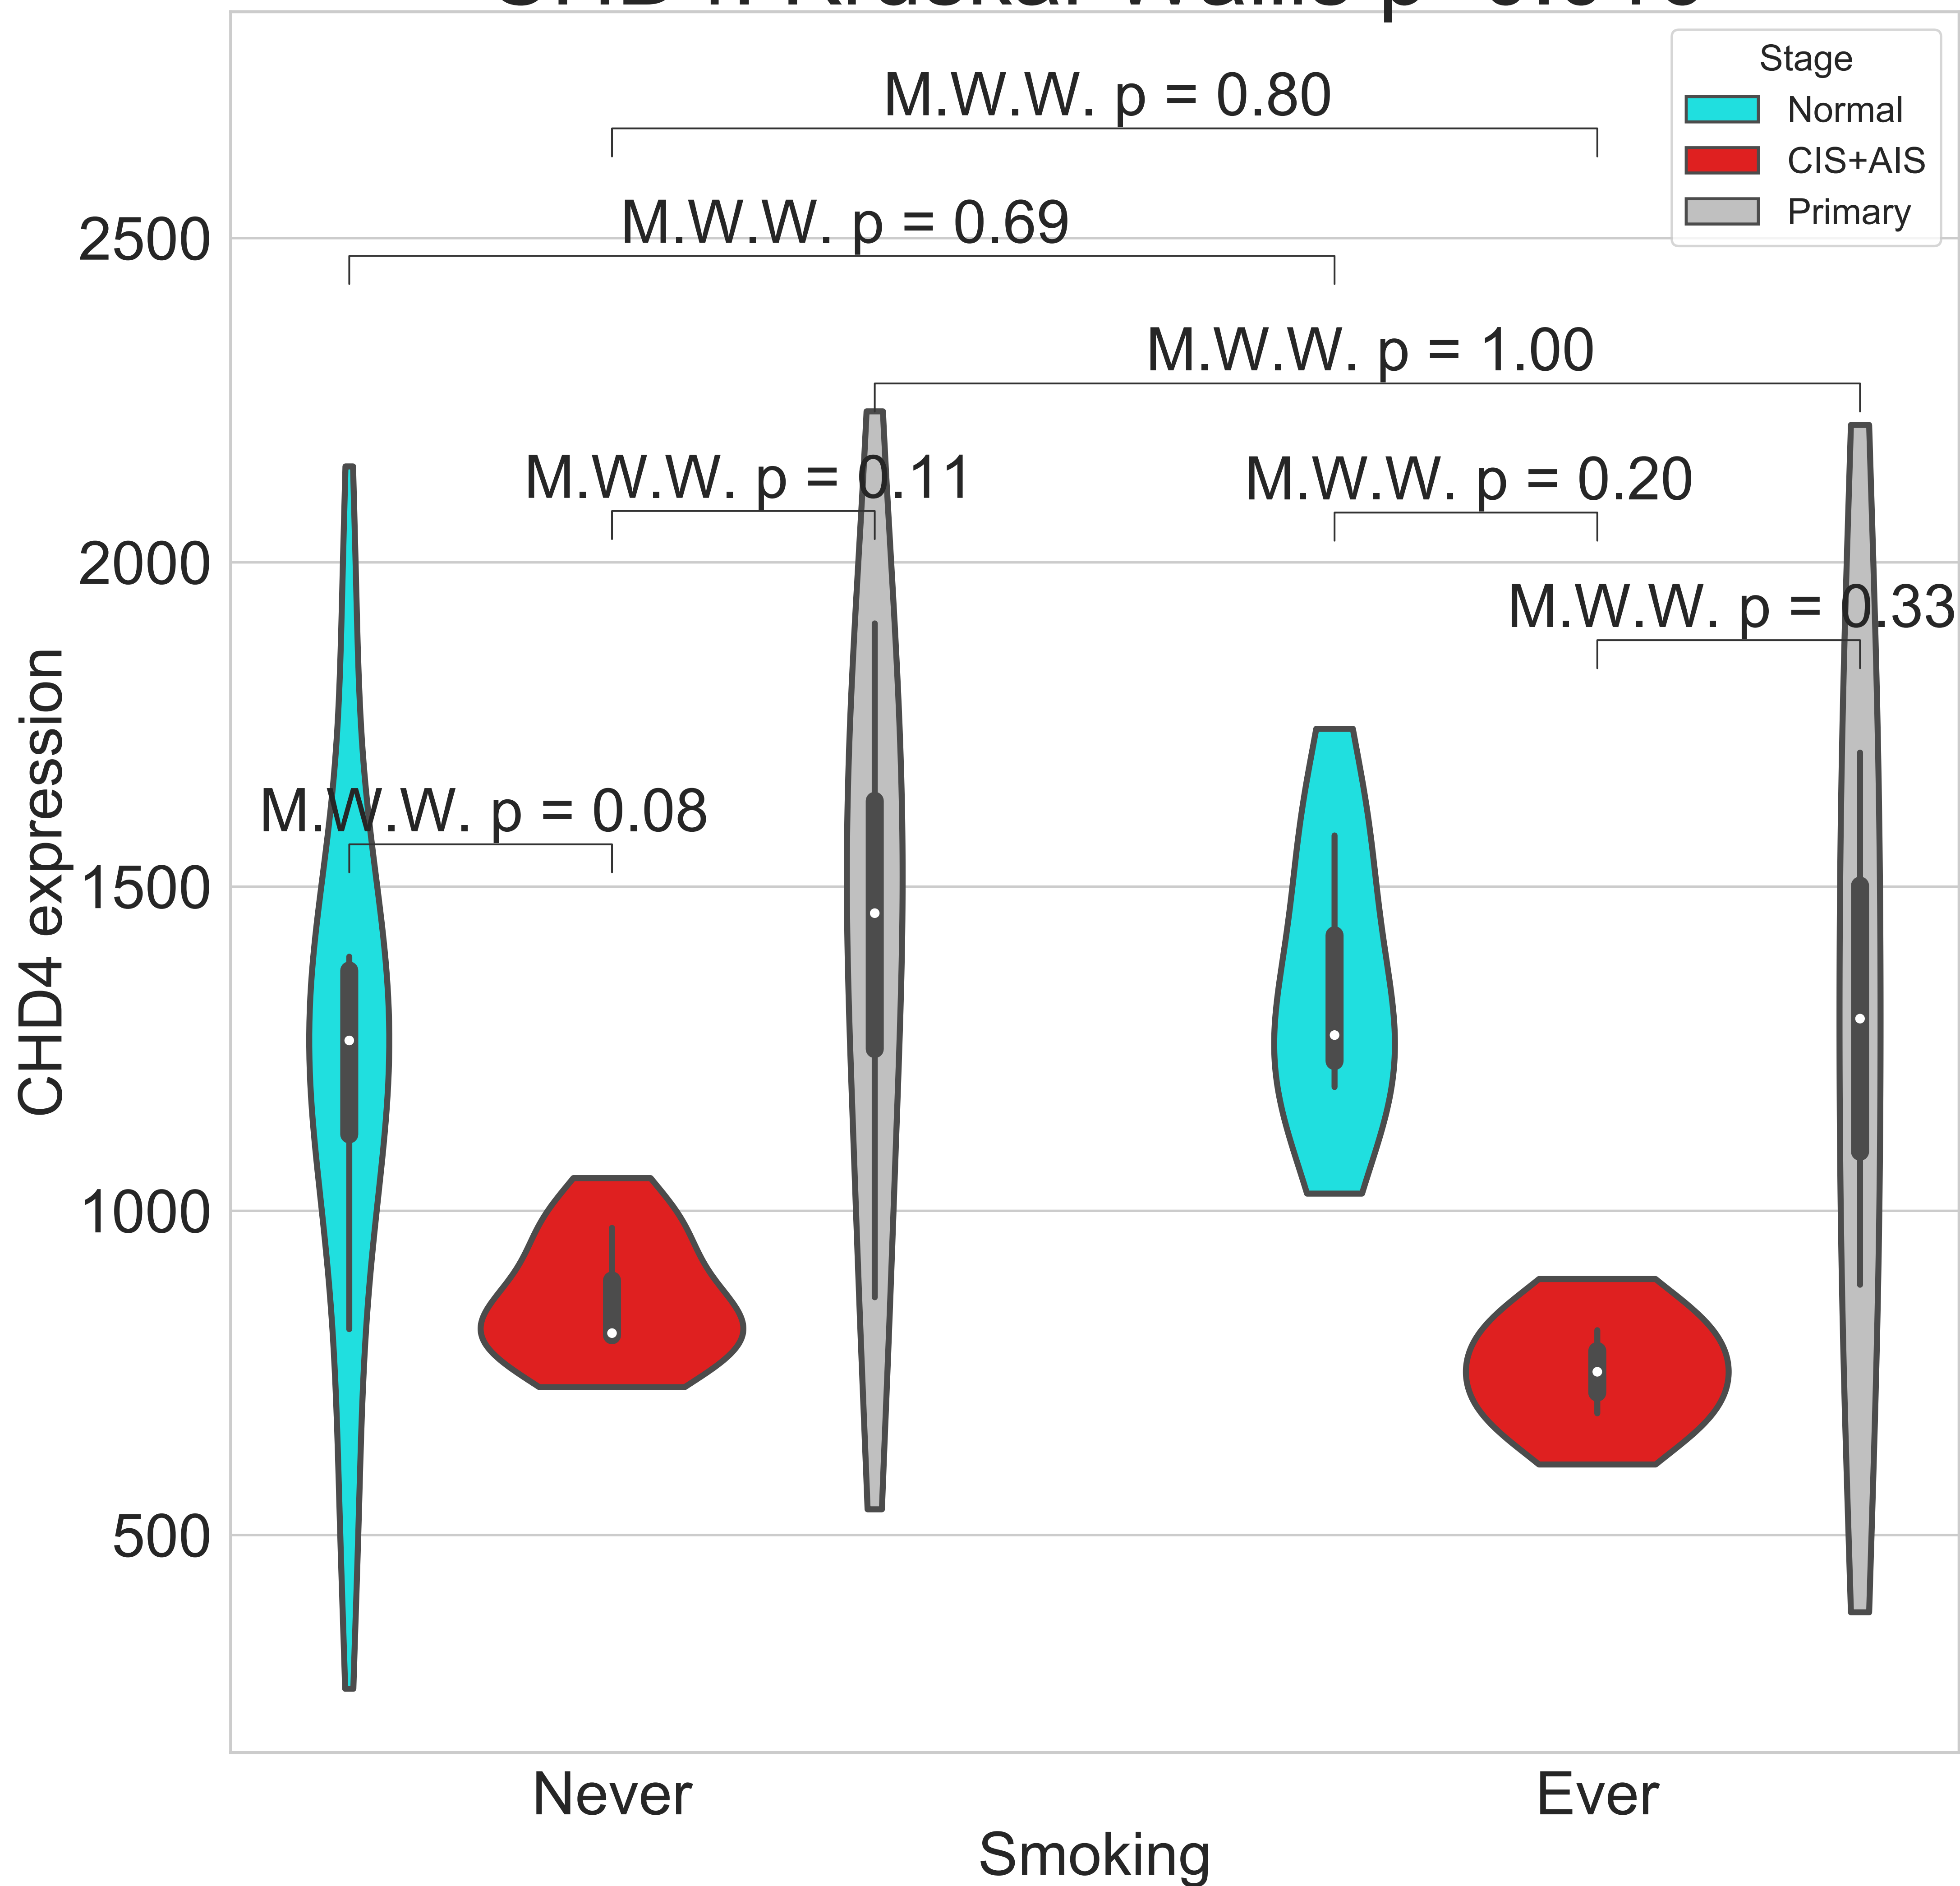 Stage
Normal
CIS+AIS
Primary
M.W.W. p = 0.80
M.W.W. p = 0.69
M.W.W. p = 1.00
M.W.W. p = 0.11
M.W.W. p = 0.20
M.W.W. p = 0.33
M.W.W. p = 0.08
2500
2000
1500
1000
500
CHD4 expression
Never
Ever
Smoking